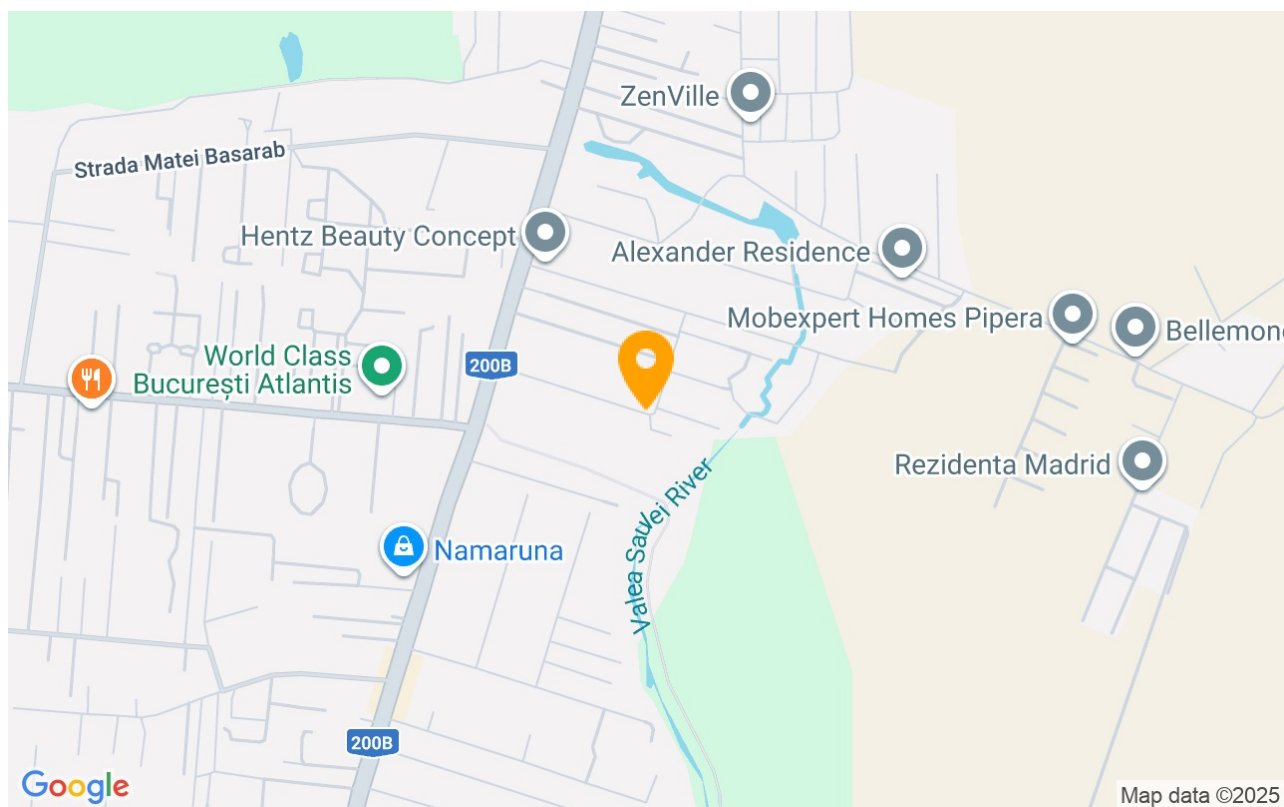 ZenVille
Strada Matei Basarab
Hentz Beauty Concept
Alexander Residence
Mobexpert Homes Pipera
Bellemond
World Class
București Atlantis
200B
Rezidenta Madrid
Valea Saulei River
Namaruna
200B
Google
Map data ©2025